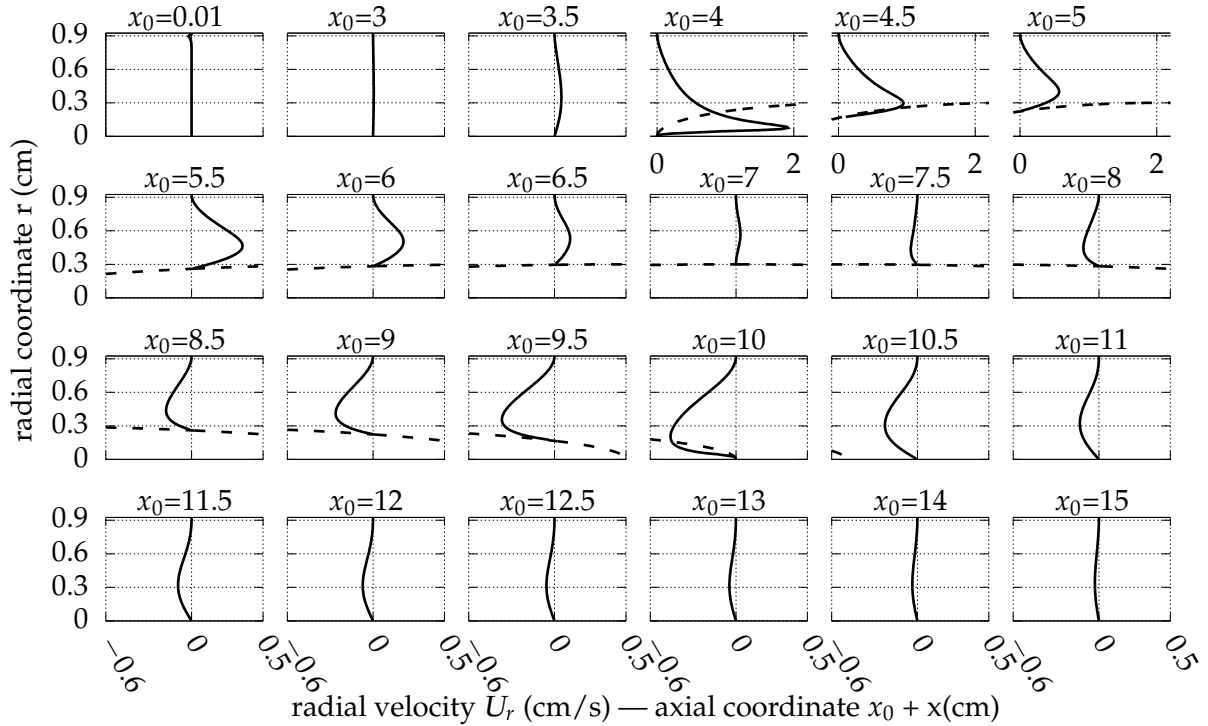 x₀=0.01 x₀=3 x₀=3.5 x₀=4 x₀=4.5 x₀=5
0.9
0.6
0.3
0
0 2 0 2 0 2
x₀=5.5 x₀=6 x₀=6.5 x₀=7 x₀=7.5 x₀=8
0.9
0.6
0.3
0
radial coordinate r (cm)
x₀=8.5 x₀=9 x₀=9.5 x₀=10 x₀=10.5 x₀=11
0.9
0.6
0.3
0
x₀=11.5 x₀=12 x₀=12.5 x₀=13 x₀=14 x₀=15
0.9
0.6
0.3
0
−0.6 0 0.5 −0.6 0 0.5 −0.6 0 0.5 −0.6 0 0.5 −0.6 0 0.5 −0.6 0 0.5
radial velocity Uᵣ (cm/s) — axial coordinate x₀ + x(cm)